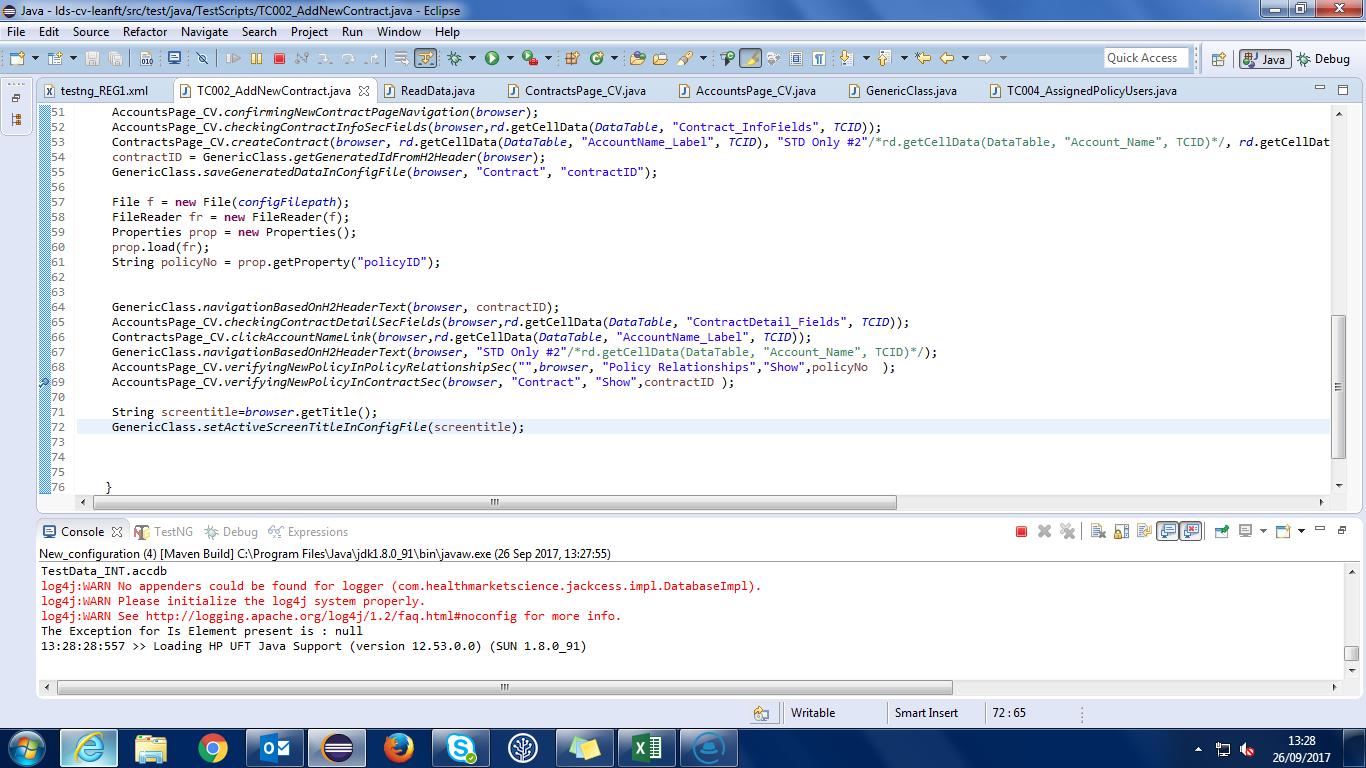 Java - lds-cv-leanft/src/test/java/TestScripts/TC002_AddNewContract.java - Eclipse
File Edit Source Refactor Navigate Search Project Run Window Help
Quick Access Java Debug
testng_REG1.xml TC002_AddNewContract.java ReadData.java ContractsPage_CV.java AccountsPage_CV.java GenericClass.java TC004_AssignedPolicyUsers.java
51 AccountsPage_CV.confirmingNewContractPageNavigation(browser);
52 AccountsPage_CV.checkingContractInfoSecFields(browser,rd.getCellData(DataTable, "Contract_InfoFields", TCID));
53 ContractsPage_CV.createContract(browser, rd.getCellData(DataTable, "AccountName_Label", TCID), "STD Only #2"/*rd.getCellData(DataTable, "Account_Name", TCID)*/, rd.getCellDat
54 contractID = GenericClass.getGeneratedIdFromH2Header(browser);
55 GenericClass.saveGeneratedDataInConfigFile(browser, "Contract", "contractID");
56
57 File f = new File(configFilepath);
58 FileReader fr = new FileReader(f);
59 Properties prop = new Properties();
60 prop.load(fr);
61 String policyNo = prop.getProperty("policyID");
62
63
64 GenericClass.navigationBasedOnH2HeaderText(browser, contractID);
65 AccountsPage_CV.checkingContractDetailSecFields(browser,rd.getCellData(DataTable, "ContractDetail_Fields", TCID));
66 ContractsPage_CV.clickAccountNameLink(browser,rd.getCellData(DataTable, "AccountName_Label", TCID));
67 GenericClass.navigationBasedOnH2HeaderText(browser, "STD Only #2"/*rd.getCellData(DataTable, "Account_Name", TCID)*/);
68 AccountsPage_CV.verifyingNewPolicyInPolicyRelationshipSec("",browser, "Policy Relationships","Show",policyNo );
69 AccountsPage_CV.verifyingNewPolicyInContractSec(browser, "Contract", "Show",contractID );
70
71 String screentitle=browser.getTitle();
72 GenericClass.setActiveScreenTitleInConfigFile(screentitle);
73
74
75
76 }
Console TestNG Debug Expressions
New_configuration (4) [Maven Build] C:\Program Files\Java\jdk1.8.0_91\bin\javaw.exe (26 Sep 2017, 13:27:55)
TestData_INT.accdb
log4j:WARN No appenders could be found for logger (com.healthmarketscience.jackcess.impl.DatabaseImpl).
log4j:WARN Please initialize the log4j system properly.
log4j:WARN See http://logging.apache.org/log4j/1.2/faq.html#noconfig for more info.
The Exception for Is Element present is : null
13:28:28:557 >> Loading HP UFT Java Support (version 12.53.0.0) (SUN 1.8.0_91)
Writable Smart Insert 72 : 65
13:28
26/09/2017